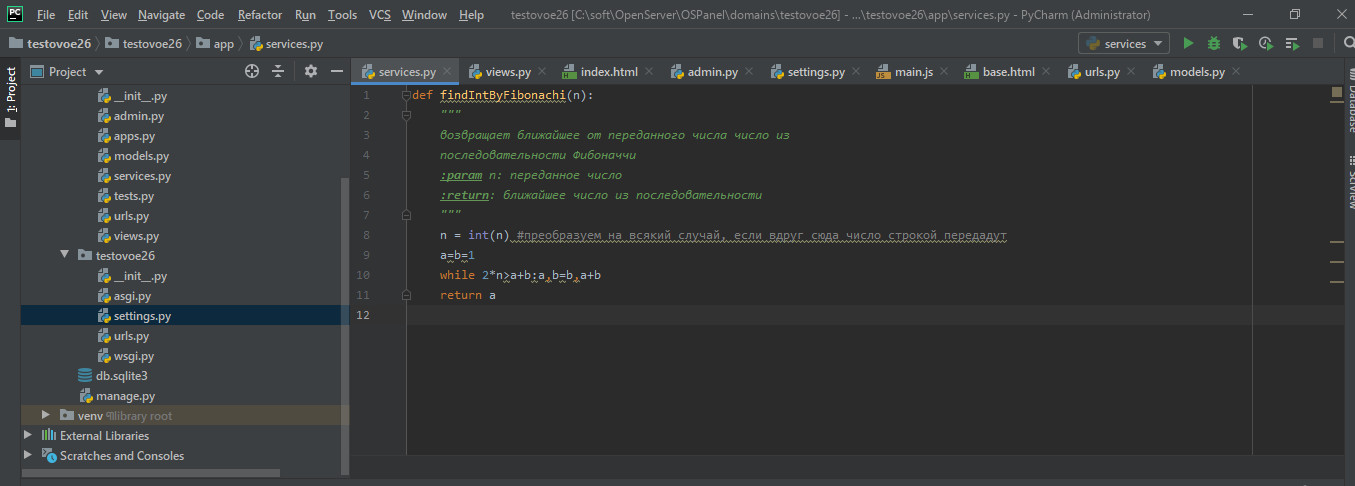 File Edit View Navigate Code Refactor Run Tools VCS Window Help testovoe26 [C:\soft\OpenServer\OSPanel\domains\testovoe26] - ...\testovoe26\app\services.py - PyCharm (Administrator)
testovoe26 testovoe26 app services.py services
1: Project
Project
services.py views.py index.html admin.py settings.py main.js base.html urls.py models.py
__init__.py
admin.py
apps.py
models.py
services.py
tests.py
urls.py
views.py
testovoe26
__init__.py
asgi.py
settings.py
urls.py
wsgi.py
db.sqlite3
manage.py
venv library root
External Libraries
Scratches and Consoles
1 def findIntByFibonachi(n):
2 """
3 возвращает ближайшее от переданного числа число из
4 последовательности Фибоначчи
5 :param n: переданное число
6 :return: ближайшее число из последовательности
7 """
8 n = int(n) #преобразуем на всякий случай, если вдруг сюда число строкой передадут
9 a=b=1
10 while 2*n>a+b:a,b=b,a+b
11 return a
12
Database
SciView